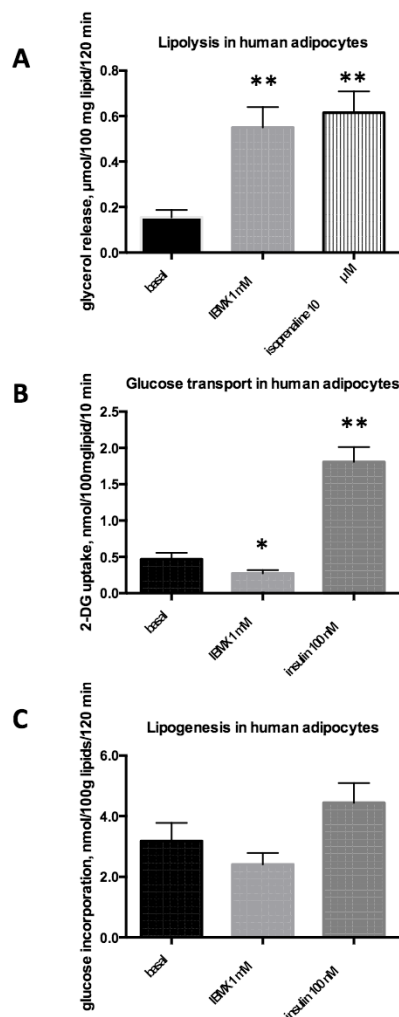 A
Lipolysis in human adipocytes
glycerol release, μmol/100 mg lipid/120 min
0.8
0.6
0.4
0.2
0.0
**
**
basal
IBMX 1 mM
isoprenaline 10
μM
B
Glucose transport in human adipocytes
2-DG uptake, nmol/100mglipid/10 min
2.5
2.0
1.5
1.0
0.5
0.0
*
**
basal
IBMX 1 mM
insulin 100 nM
C
Lipogenesis in human adipocytes
glucose incorporation, nmol/100g lipids/120 min
6.0
4.0
2.0
0.0
basal
IBMX 1 mM
insulin 100 nM